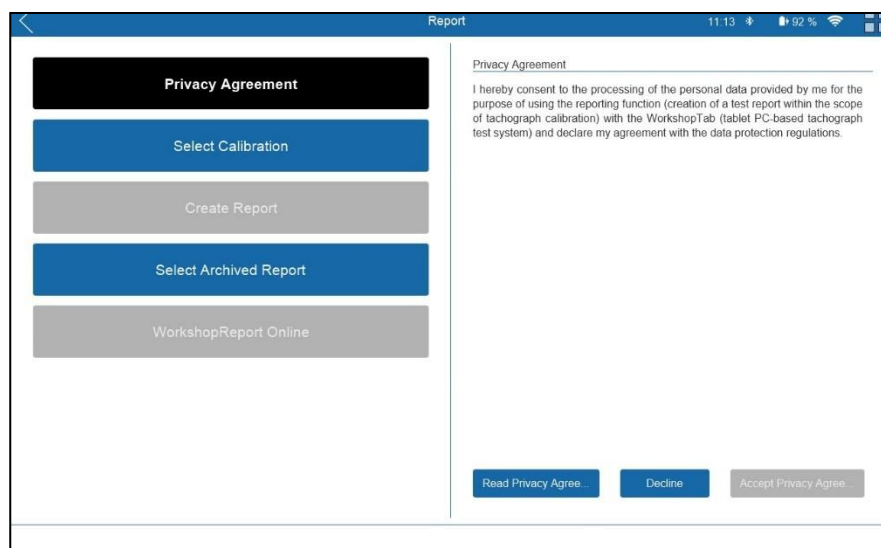 Report
11:13
92 %
Privacy Agreement
Select Calibration
Create Report
Select Archived Report
WorkshopReport Online
Privacy Agreement
I hereby consent to the processing of the personal data provided by me for the
purpose of using the reporting function (creation of a test report within the scope
of tachograph calibration) with the WorkshopTab (tablet PC-based tachograph
test system) and declare my agreement with the data protection regulations.
Read Privacy Agree...
Decline
Accept Privacy Agree...